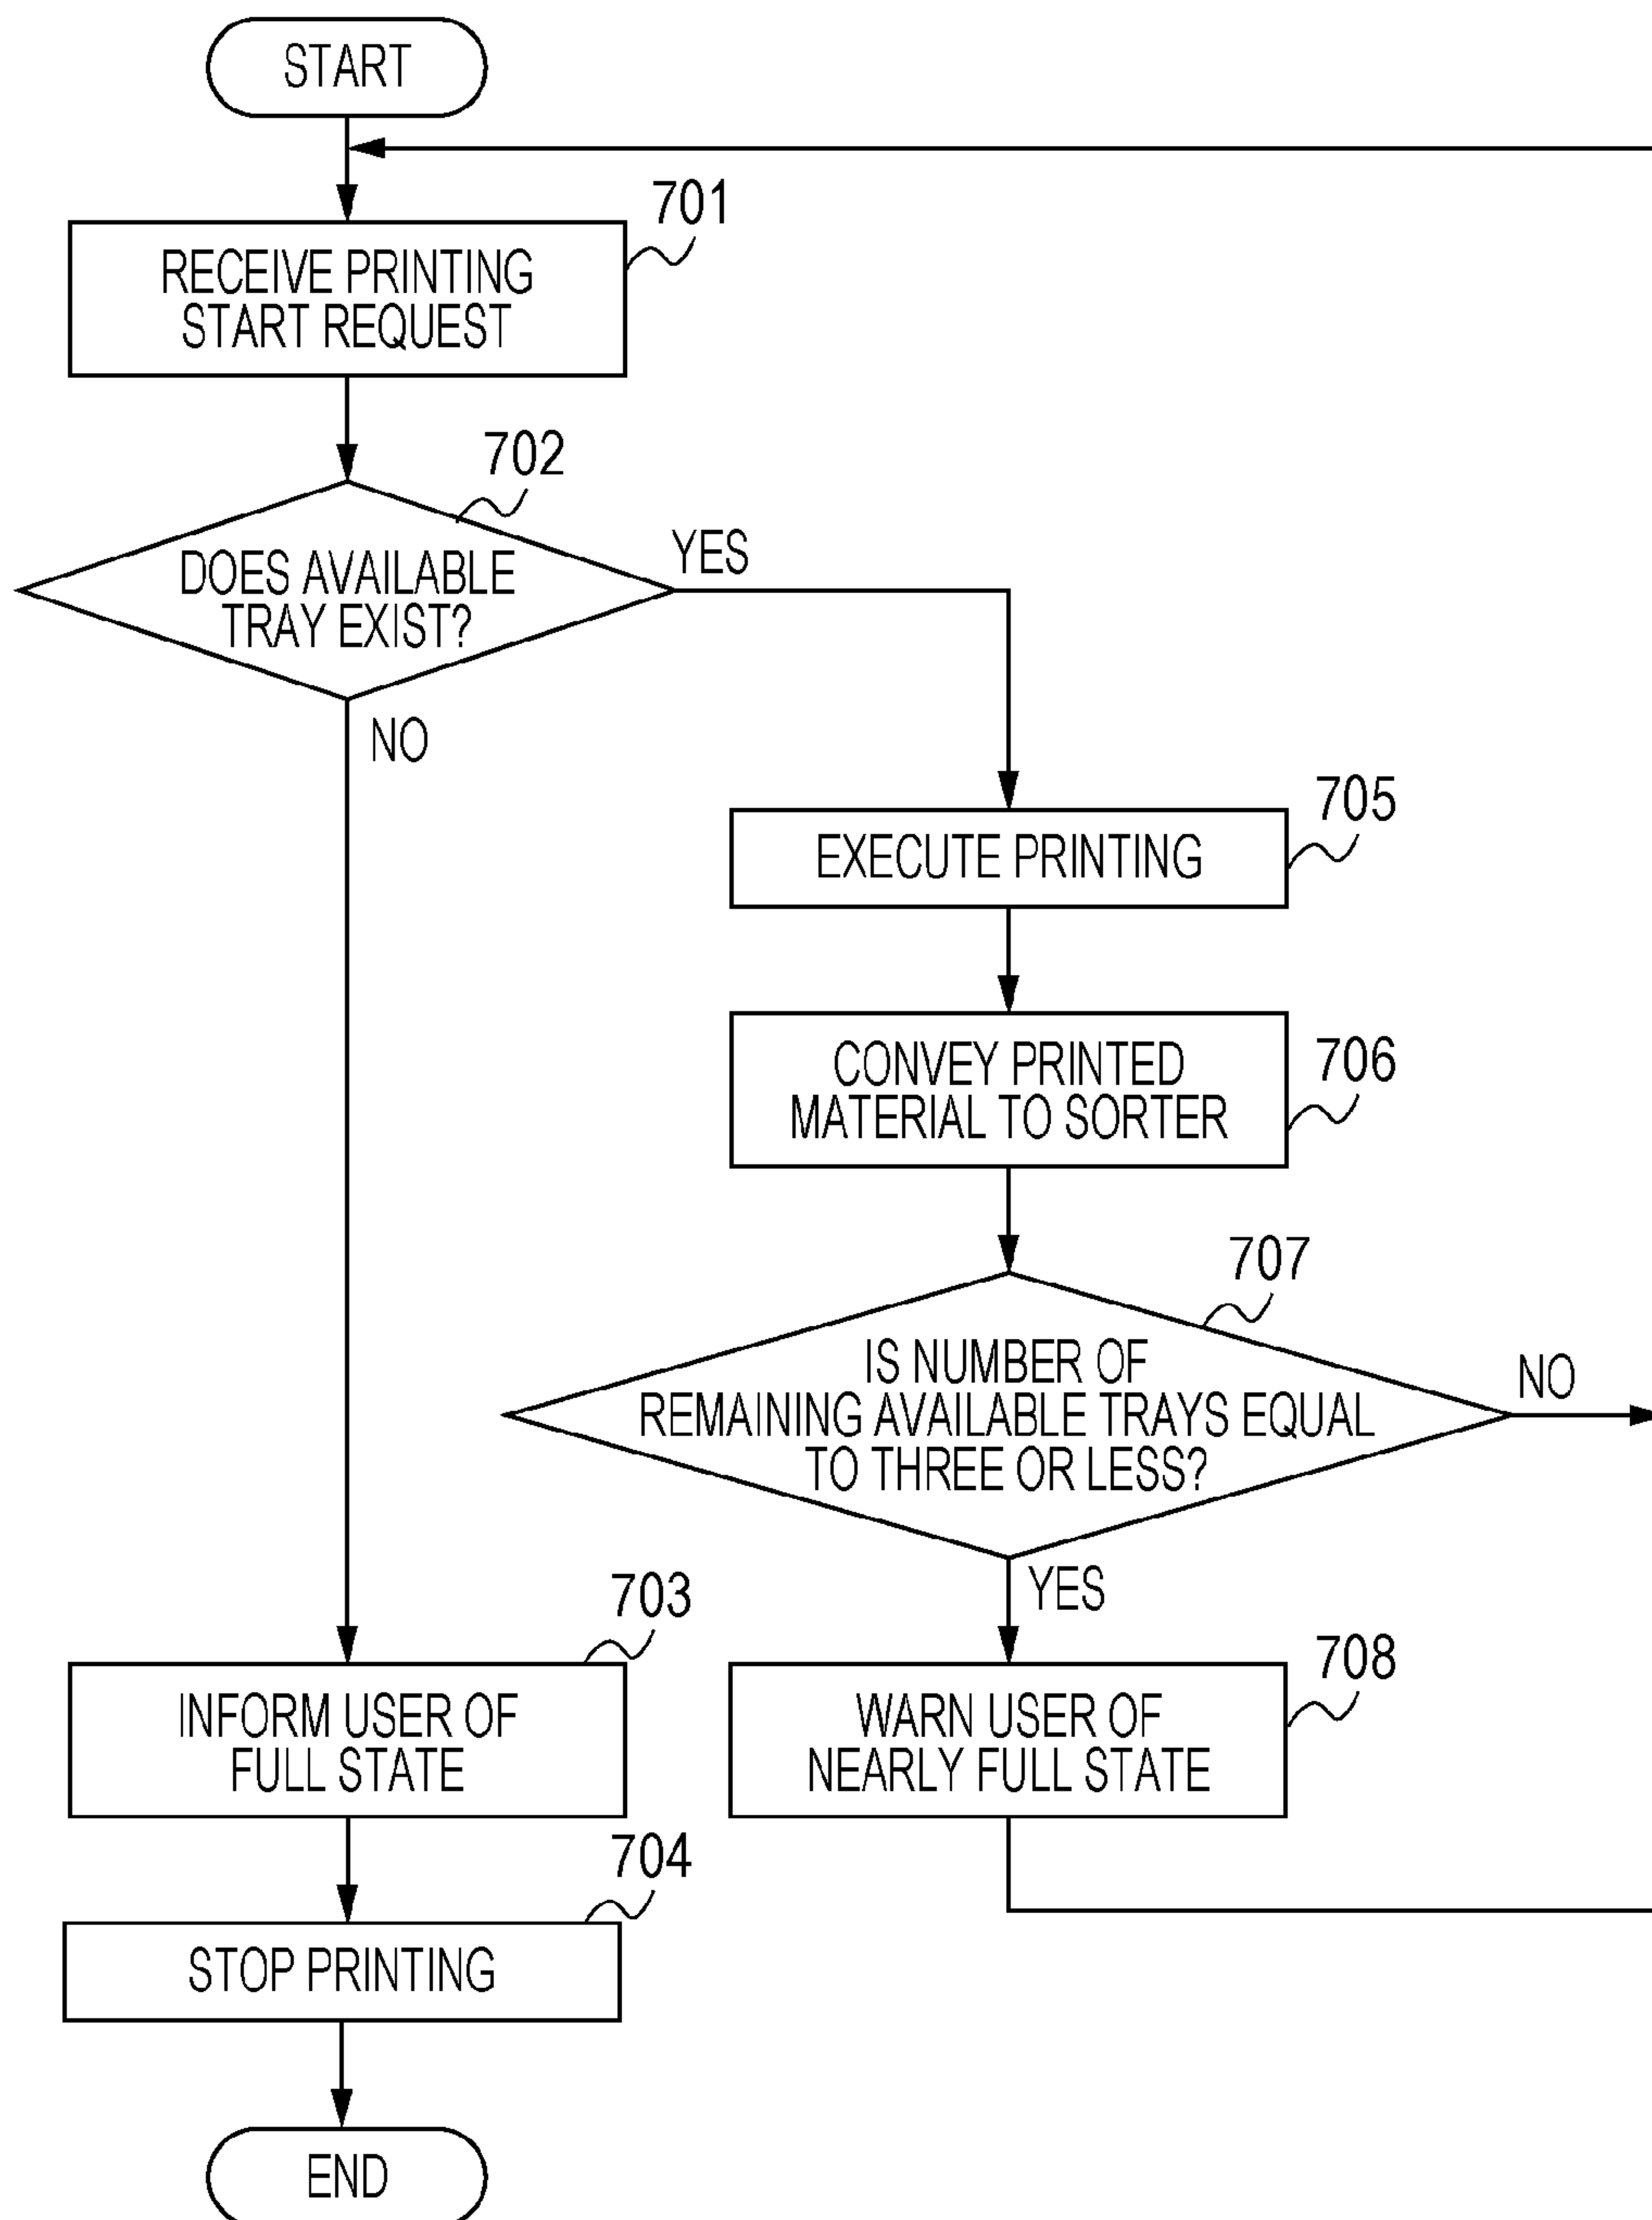 START
701
RECEIVE PRINTING
START REQUEST
702
DOES AVAILABLE
TRAY EXIST?
YES
NO
705
EXECUTE PRINTING
706
CONVEY PRINTED
MATERIAL TO SORTER
707
IS NUMBER OF
REMAINING AVAILABLE TRAYS EQUAL
TO THREE OR LESS?
NO
YES
703
INFORM USER OF
FULL STATE
708
WARN USER OF
NEARLY FULL STATE
704
STOP PRINTING
END